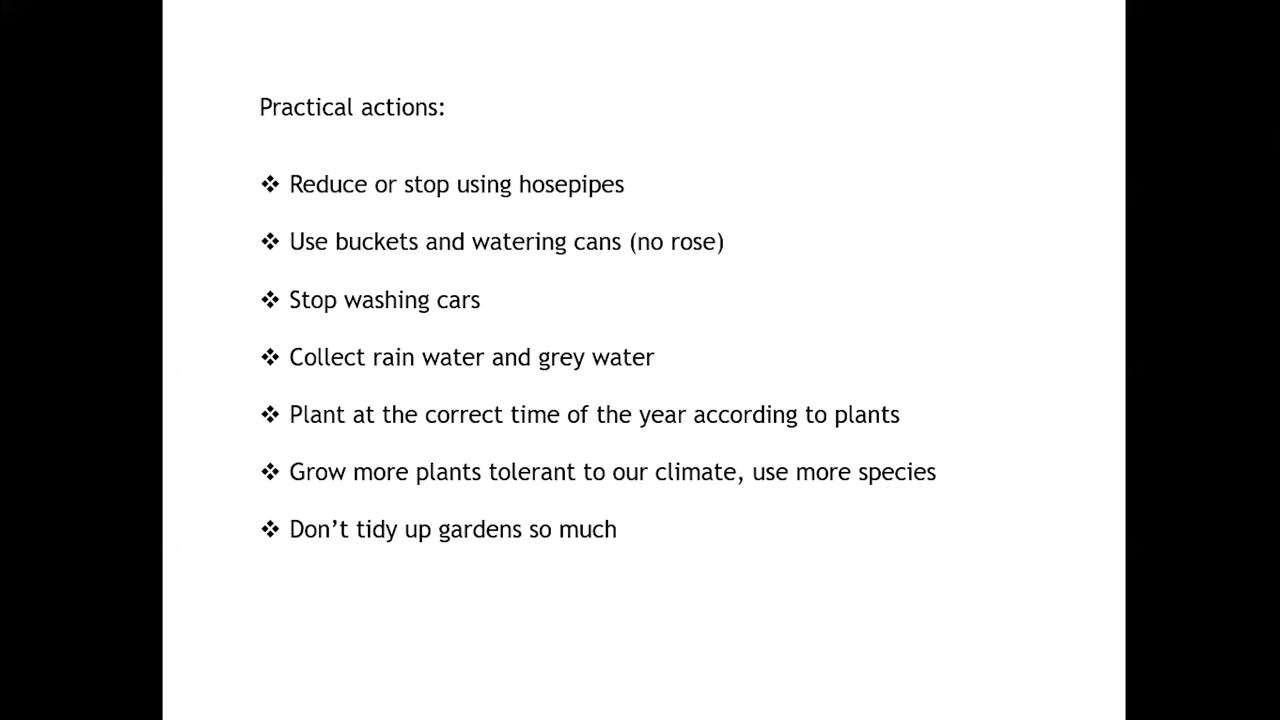 Practical actions:
❖ Reduce or stop using hosepipes
❖ Use buckets and watering cans (no rose)
❖ Stop washing cars
❖ Collect rain water and grey water
❖ Plant at the correct time of the year according to plants
❖ Grow more plants tolerant to our climate, use more species
❖ Don’t tidy up gardens so much